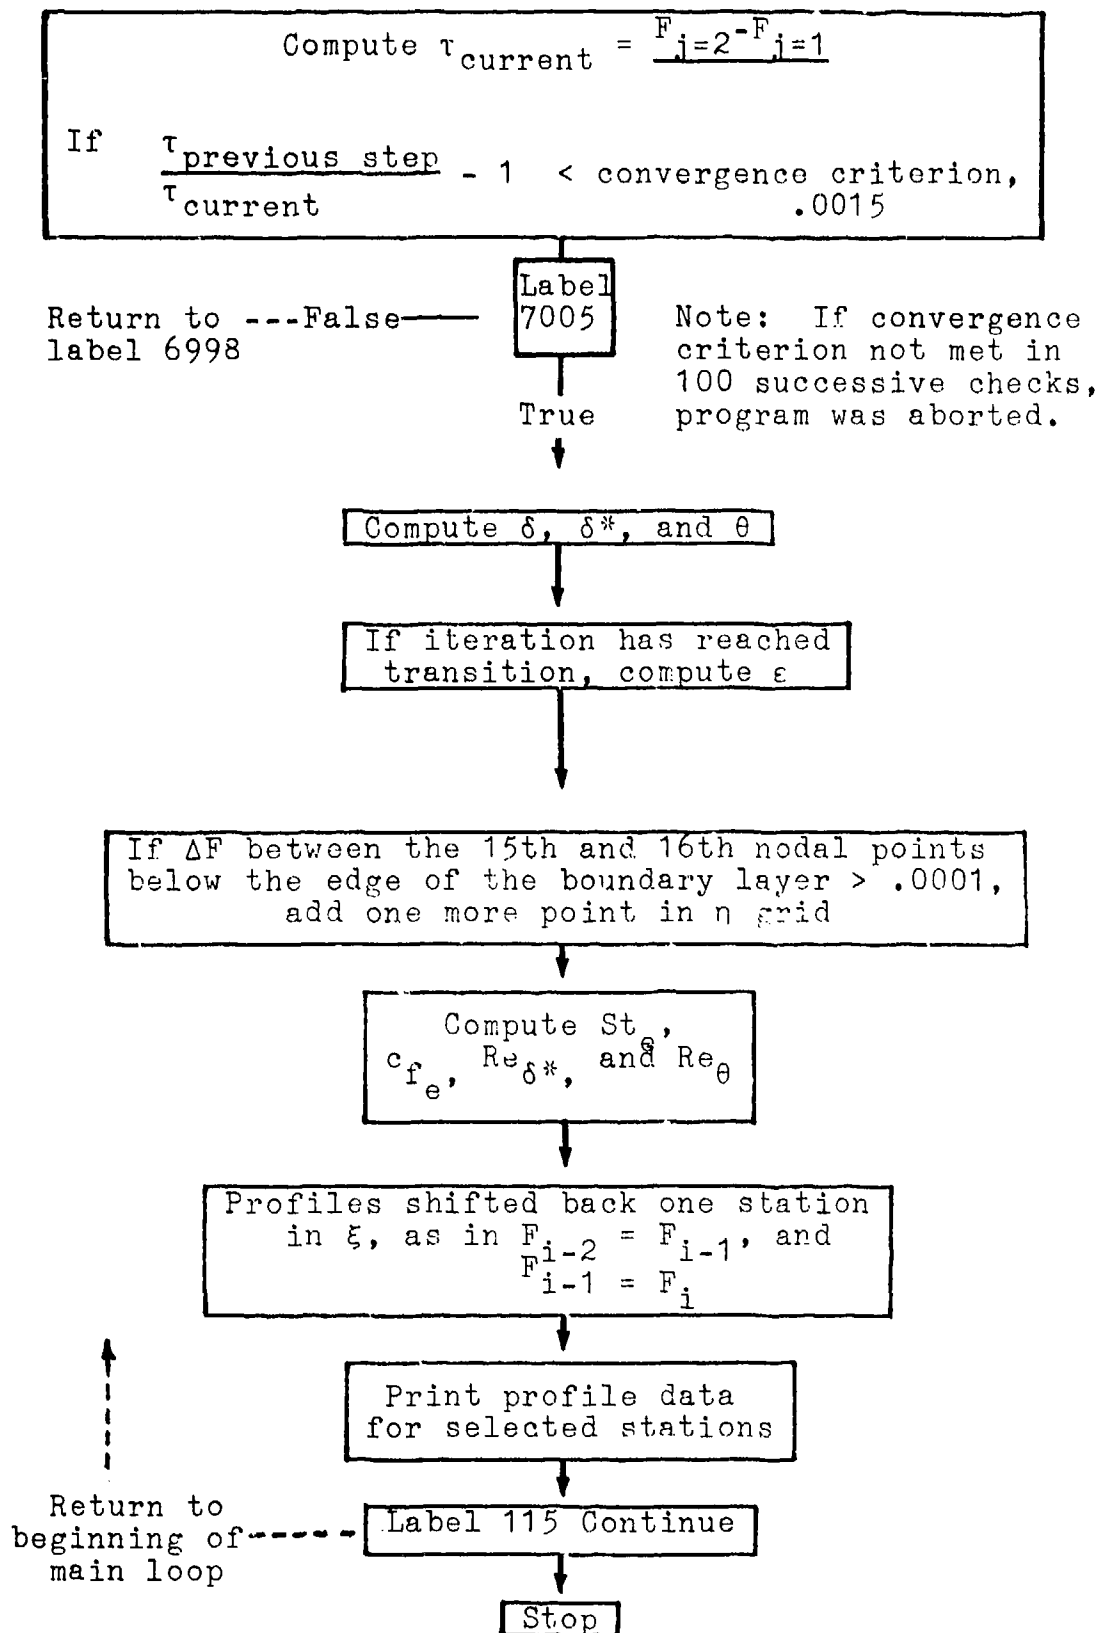 Compute τcurrent = Fj=2-Fj=1
If τprevious step
τcurrent - 1 < convergence criterion,
.0015
Label
7005
Return to ---False
label 6998
Note: If convergence
criterion not met in
100 successive checks,
program was aborted.
True
Compute δ, δ*, and θ
If iteration has reached
transition, compute ε
If ΔF between the 15th and 16th nodal points
below the edge of the boundary layer > .0001,
add one more point in η grid
Compute Ste,
cfe, Reδ*, and Reθ
Profiles shifted back one station
in ξ, as in Fi-2 = Fi-1, and
Fi-1 = Fi
Print profile data
for selected stations
Return to
beginning of
main loop
Label 115 Continue
Stop